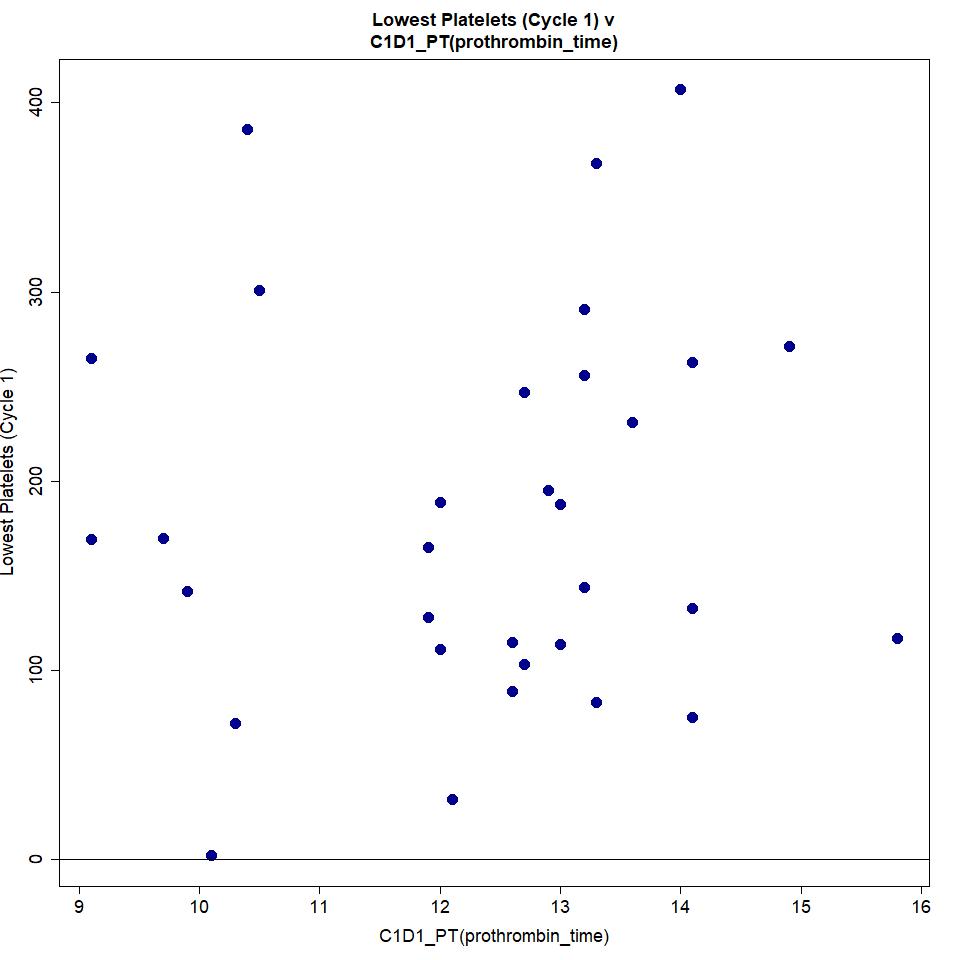 Lowest Platelets (Cycle 1) v
C1D1_PT(prothrombin_time)
Lowest Platelets (Cycle 1)
400
300
200
100
0
9 10 11 12 13 14 15 16
C1D1_PT(prothrombin_time)